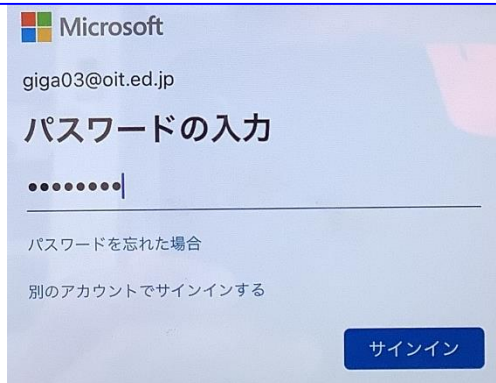 Microsoft
giga03@oit.ed.jp
パスワードの入力
••••••••
パスワードを忘れた場合
別のアカウントでサインインする
サインイン